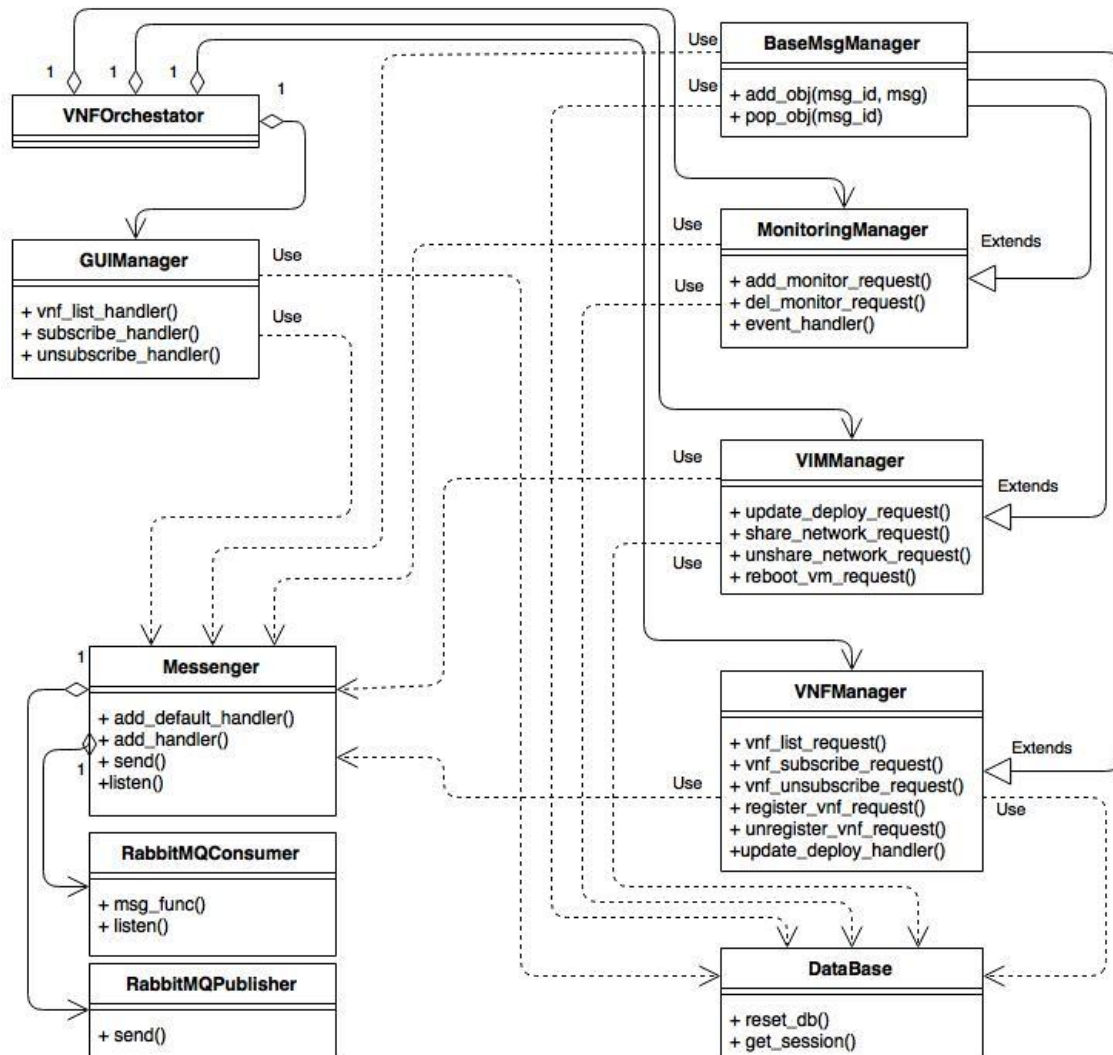 Use
BaseMsgManager
1
1
1
1
Use
+ add_obj(msg_id, msg)
+ pop_obj(msg_id)
VNFOrchestator
Use
MonitoringManager
Extends
GUIManager
Use
+ add_monitor_request()
+ del_monitor_request()
+ event_handler()
Use
+ vnf_list_handler()
+ subscribe_handler()
+ unsubscribe_handler()
Use
Use
VIMManager
Extends
+ update_deploy_request()
+ share_network_request()
+ unshare_network_request()
+ reboot_vm_request()
Use
1
Messenger
+ add_default_handler()
+ add_handler()
+ send()
+listen()
1
VNFManager
Extends
+ vnf_list_request()
+ vnf_subscribe_request()
+ vnf_unsubscribe_request()
+ register_vnf_request()
+ unregister_vnf_request()
+update_deploy_handler()
Use
Use
RabbitMQConsumer
+ msg_func()
+ listen()
RabbitMQPublisher
+ send()
DataBase
+ reset_db()
+ get_session()